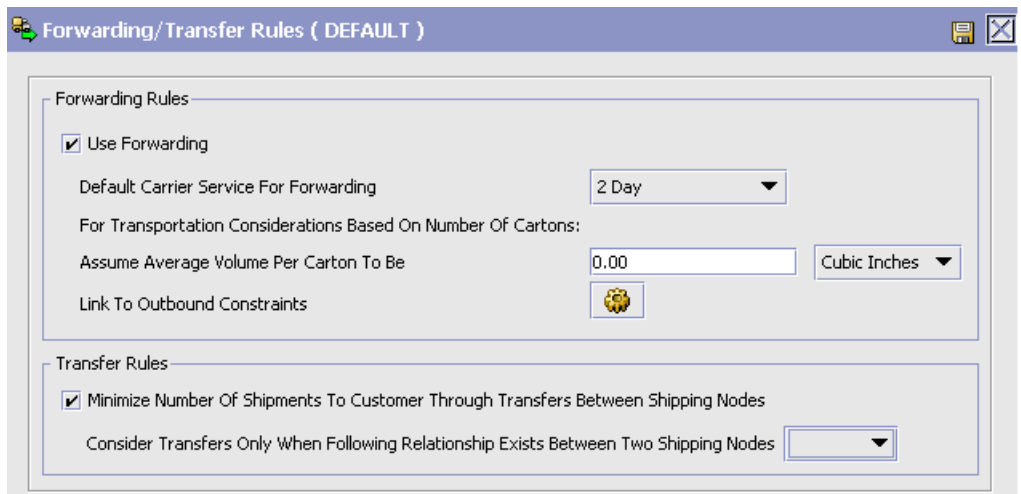 Forwarding/Transfer Rules ( DEFAULT )
Forwarding Rules
Use Forwarding
Default Carrier Service For Forwarding 2 Day
For Transportation Considerations Based On Number Of Cartons:
Assume Average Volume Per Carton To Be 0.00 Cubic Inches
Link To Outbound Constraints
Transfer Rules
Minimize Number Of Shipments To Customer Through Transfers Between Shipping Nodes
Consider Transfers Only When Following Relationship Exists Between Two Shipping Nodes